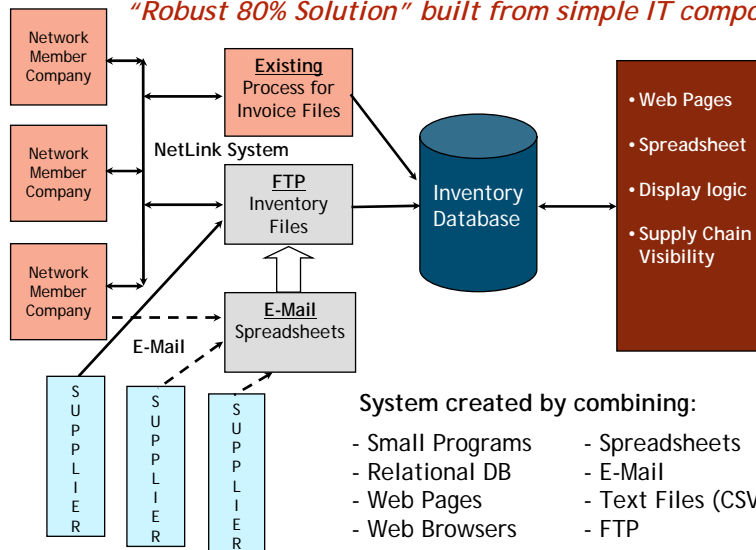 “Robust 80% Solution” built from simple IT compo
Network
Member
Company
Existing
Process for
Invoice Files
• Web Pages
• Spreadsheet
• Display logic
• Supply Chain
Visibility
Network
Member
Company
NetLink System
FTP
Inventory
Files
Inventory
Database
Network
Member
Company
E-Mail
Spreadsheets
E-Mail
SUPPLIER
SUPPLIER
SUPPLIER
System created by combining:
- Small Programs
- Relational DB
- Web Pages
- Web Browsers
- Spreadsheets
- E-Mail
- Text Files (CSV
- FTP